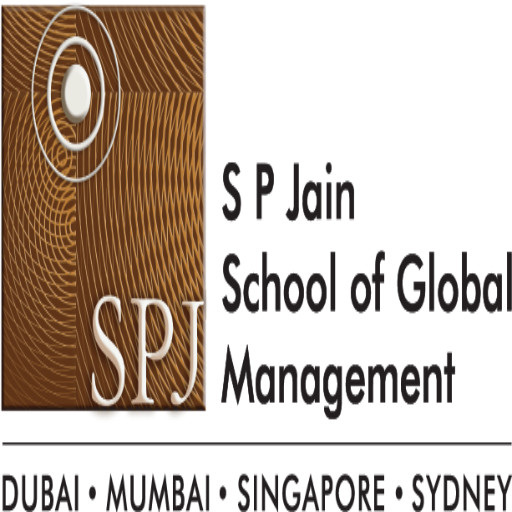 SPJ
S P Jain
School of Global
Management
DUBAI • MUMBAI • SINGAPORE • SYDNEY